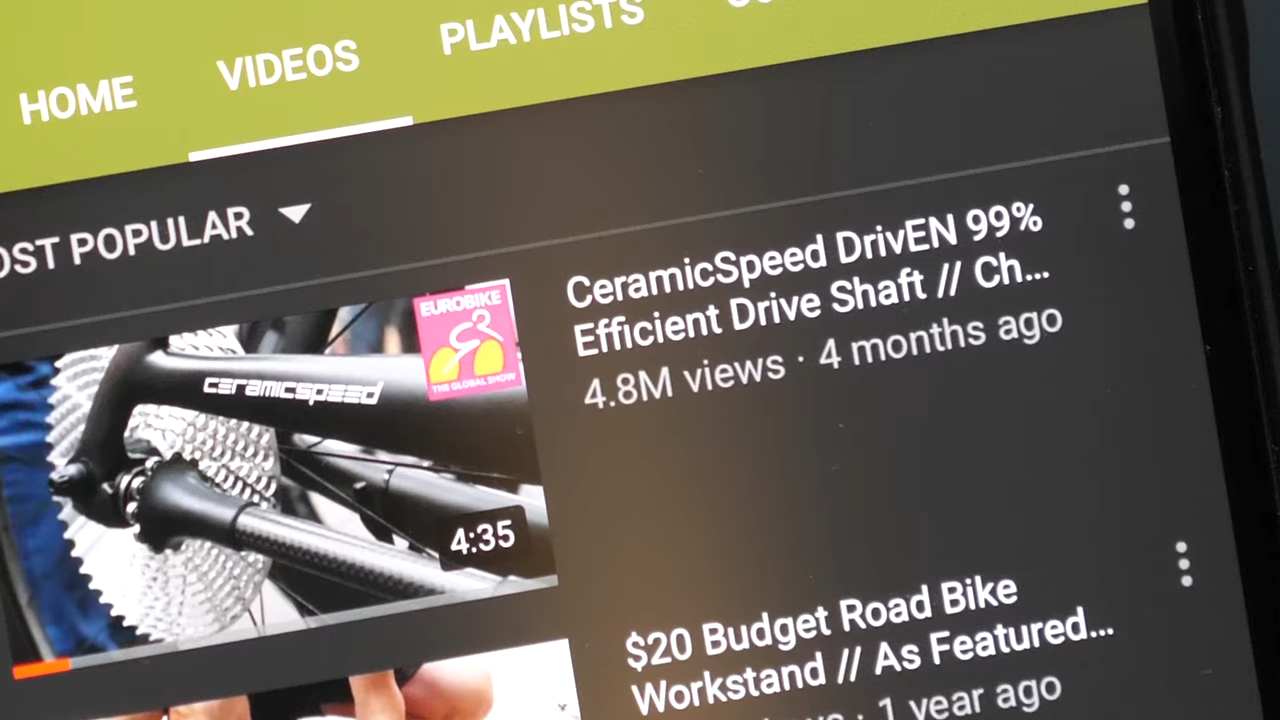 HOME VIDEOS PLAYLISTS
POPULAR
CeramicSpeed DrivEN 99%
Efficient Drive Shaft // Ch...
4.8M views · 4 months ago
EUROBIKE
THE GLOBAL SHOW
ceramicspeed
4:35
$20 Budget Road Bike
Workstand // As Featured...
1 year ago